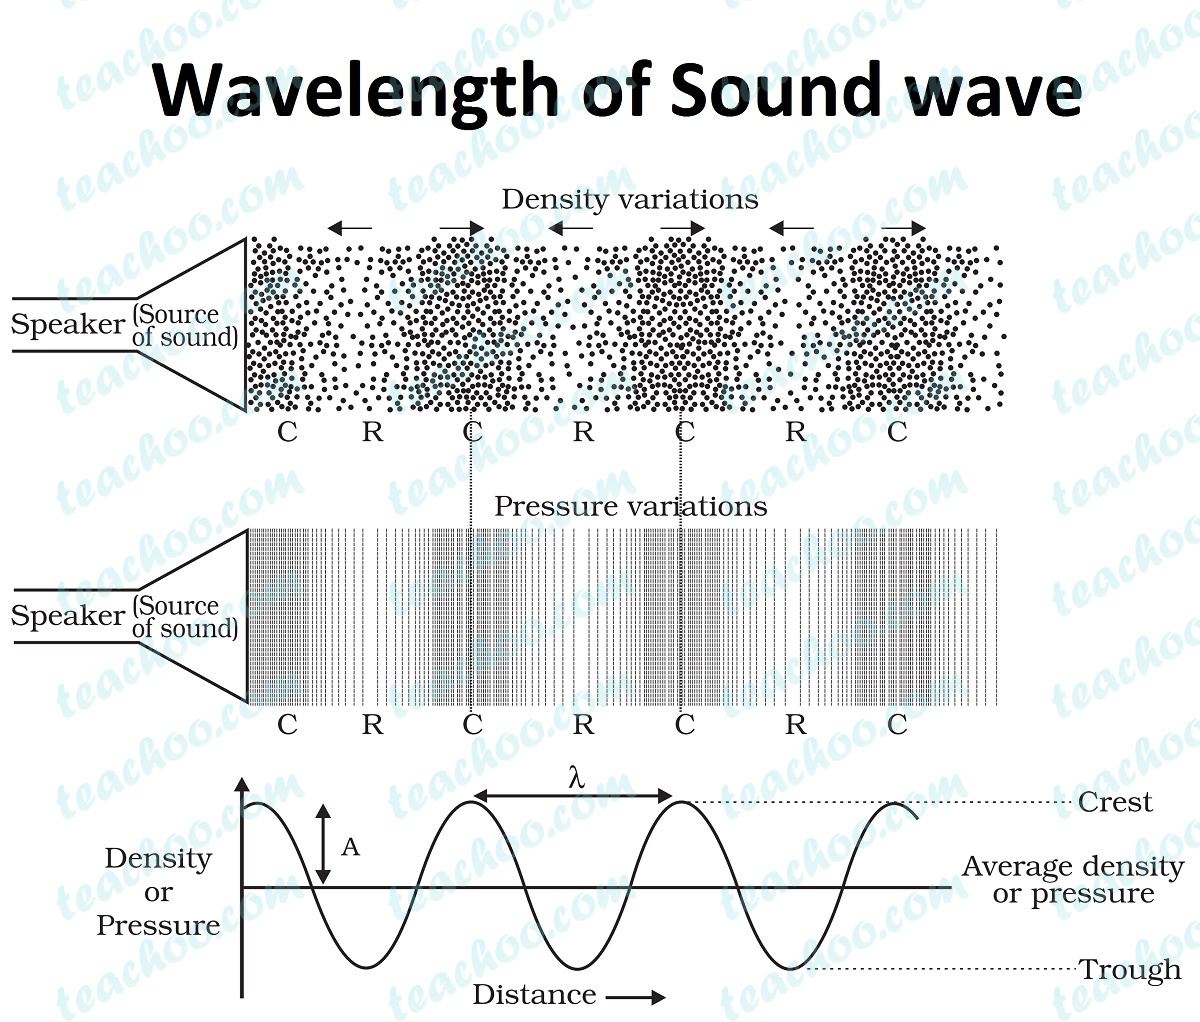 Wavelength of Sound wave
Density variations
Speaker (Source of sound)
C R C R C R C
Pressure variations
Speaker (Source of sound)
C R C R C R C
λ
Crest
A
Density
or
Pressure
Average density
or pressure
Trough
Distance
teachoo.com